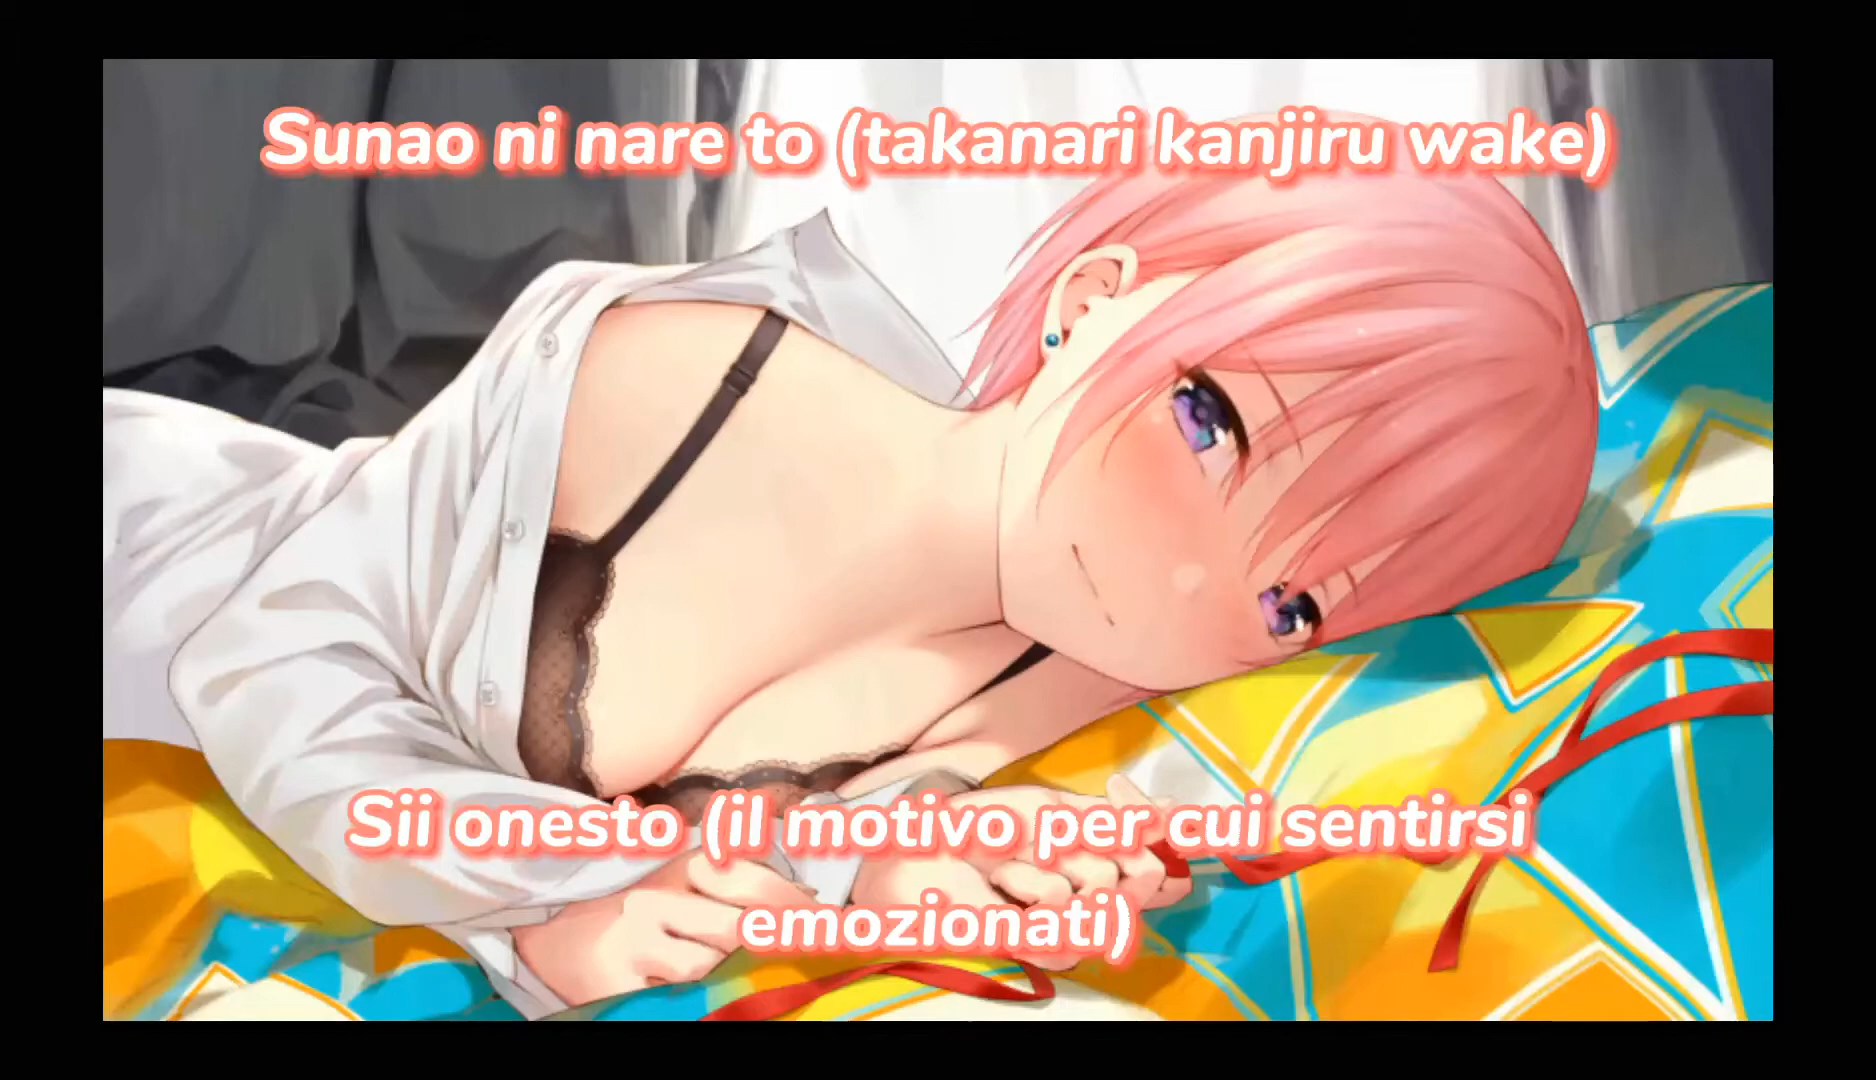 Sunao ni nare to (takanari kanjiru wake)
Sii onesto (il motivo per cui sentirsi
emozionati)